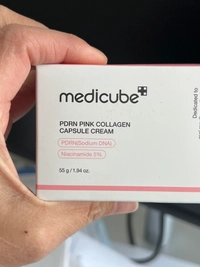 medicube
PDRN PINK COLLAGEN
CAPSULE CREAM
PDRN(Sodium DNA)
Niacinamide 5%
55 g / 1.94 oz.
Dedicated to